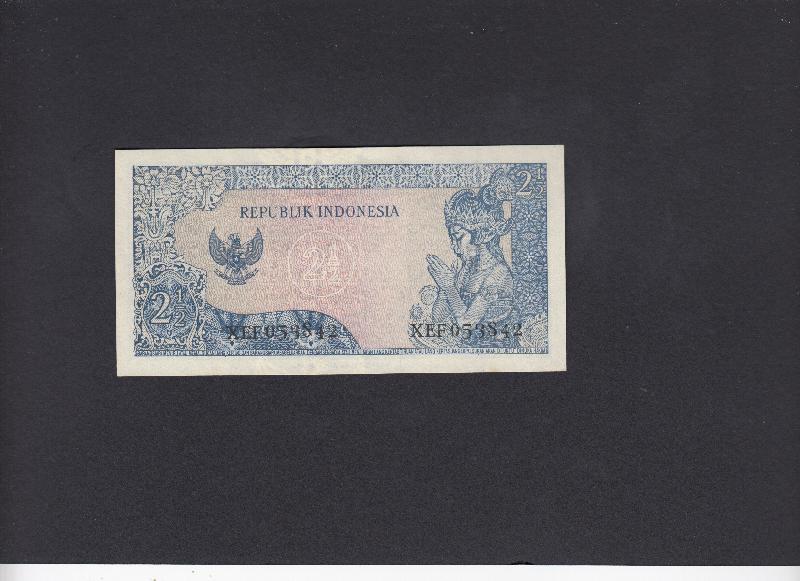 2½
REPUBLIK INDONESIA
2½
2½
XEF053842
XEF053842